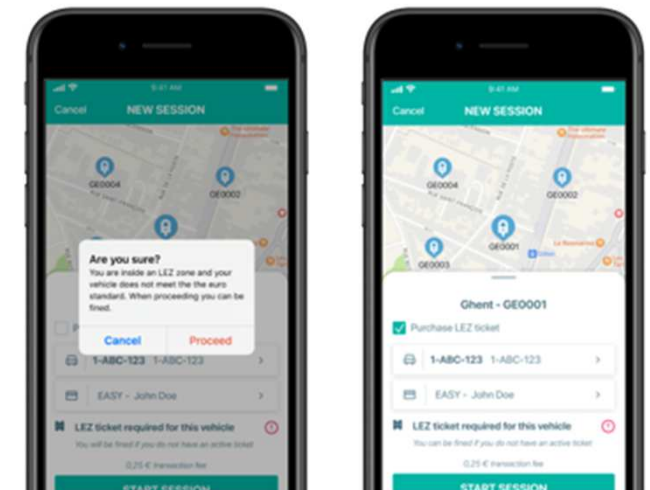 9:41 AM
Cancel NEW SESSION
GE0004
GE0002
Are you sure?
You are inside an LEZ zone and your
vehicle does not meet the the euro
standard. When proceeding you can be
fined.
Cancel Proceed
P
1-ABC-123 1-ABC-123
EASY - John Doe
LEZ ticket required for this vehicle
You will be fined if you do not have an active ticket
0,25 € transaction fee
START SESSION
9:41 AM
Cancel NEW SESSION
GE0004
GE0002
GE0001
GE0003
Ghent - GE0001
Purchase LEZ ticket
1-ABC-123 1-ABC-123
EASY - John Doe
LEZ ticket required for this vehicle
You can be fined if you do not have an active ticket
0,25 € transaction fee
START SESSION